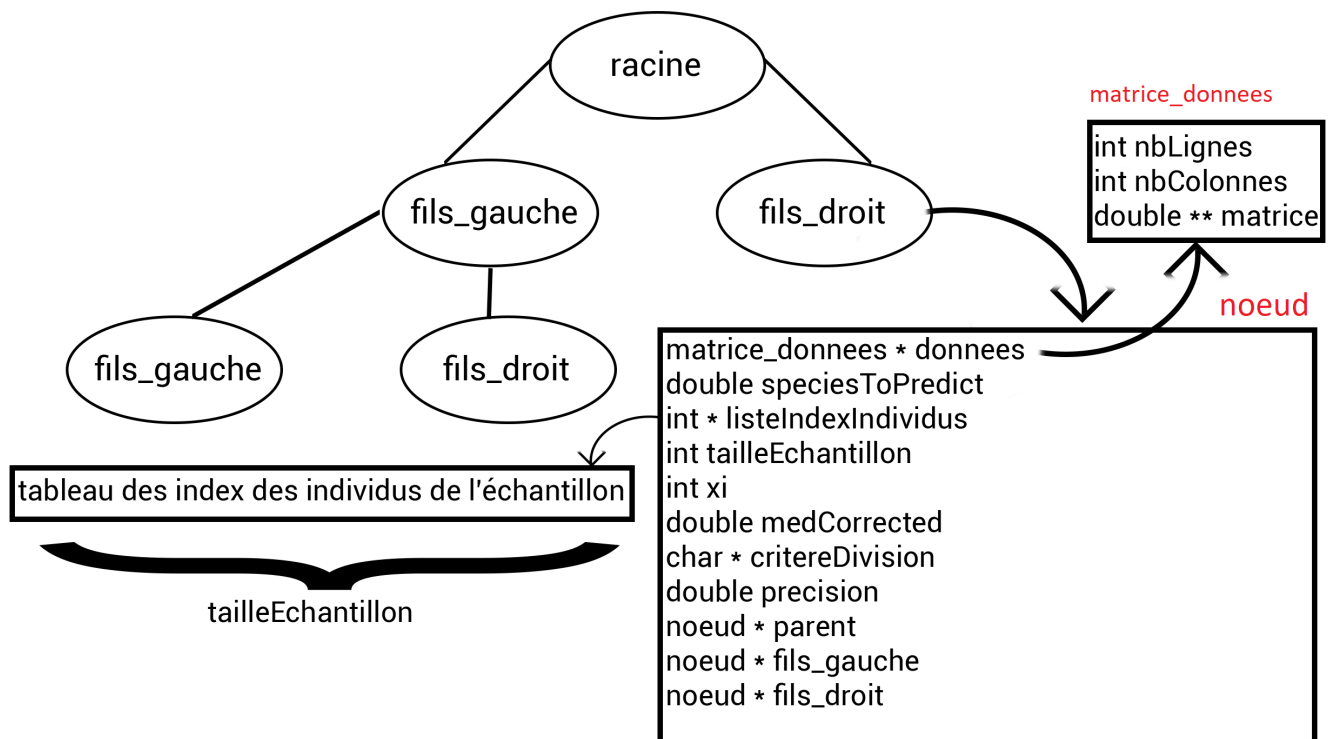 racine
matrice_donnees
int nbLignes
int nbColonnes
double ** matrice
fils_gauche
fils_droit
noeud
fils_gauche
fils_droit
matrice_donnees * donnees
double speciesToPredict
int * listeIndexIndividus
int tailleEchantillon
int xi
double medCorrected
char * critereDivision
double precision
noeud * parent
noeud * fils_gauche
noeud * fils_droit
tableau des index des individus de l'échantillon
tailleEchantillon